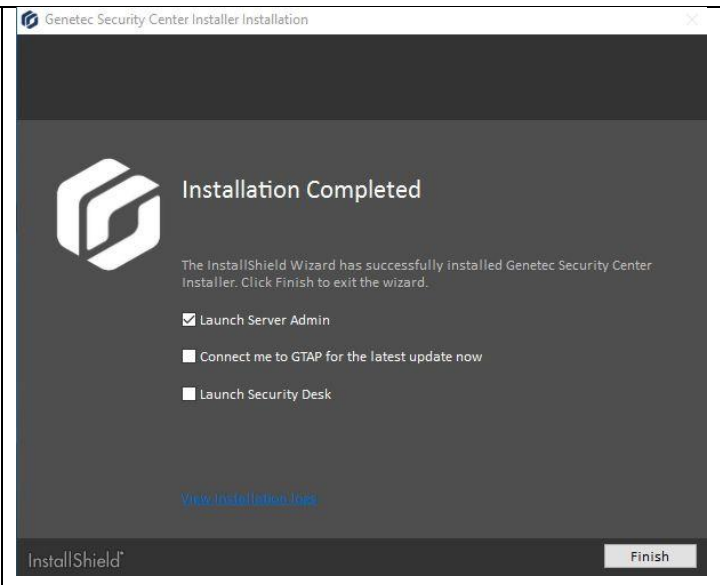 Genetec Security Center Installer Installation
Installation Completed
The InstallShield Wizard has successfully installed Genetec Security Center
Installer. Click Finish to exit the wizard.
Launch Server Admin
Connect me to GTAP for the latest update now
Launch Security Desk
View Installation logs
InstallShield
Finish